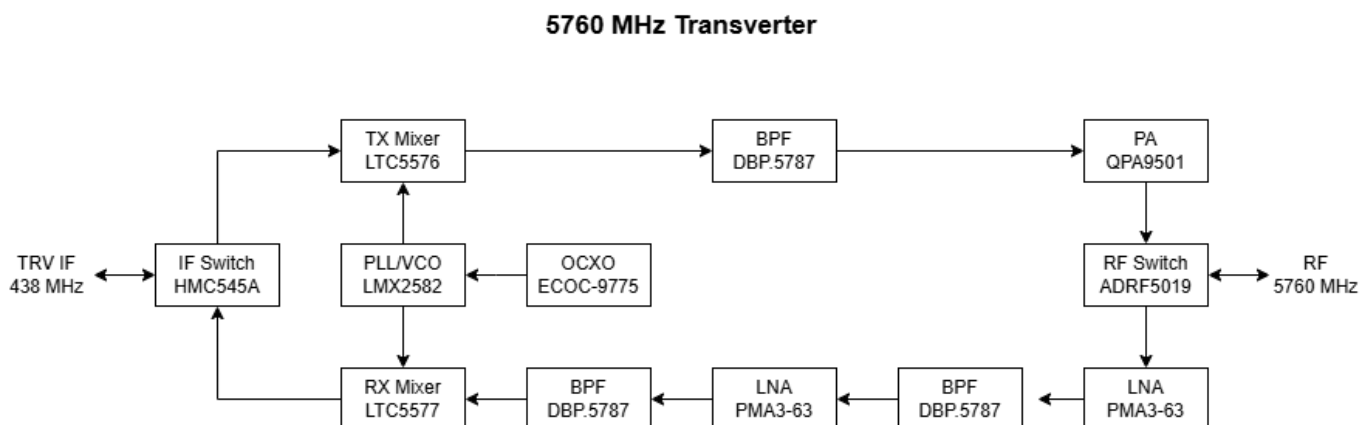 5760 MHz Transverter
TX Mixer
LTC5576
BPF
DBP.5787
PA
QPA9501
TRV IF
438 MHz
IF Switch
HMC545A
PLL/VCO
LMX2582
OCXO
ECOC-9775
RF Switch
ADRF5019
RF
5760 MHz
RX Mixer
LTC5577
BPF
DBP.5787
LNA
PMA3-63
BPF
DBP.5787
LNA
PMA3-63